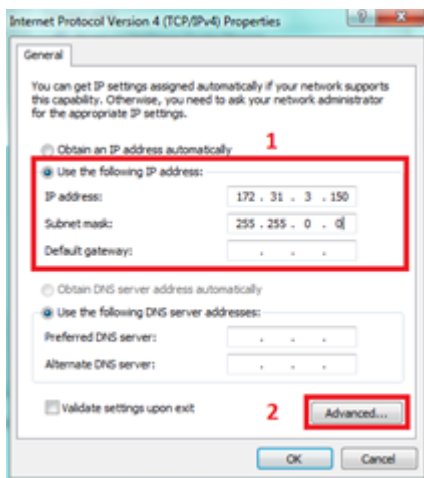 Internet Protocol Version 4 (TCP/IPv4) Properties
General
You can get IP settings assigned automatically if your network supports
this capability. Otherwise, you need to ask your network administrator
for the appropriate IP settings.
1
Obtain an IP address automatically
Use the following IP address:
IP address: 172 . 31 . 3 . 150
Subnet mask: 255 . 255 . 0 . 0
Default gateway: . . .
Obtain DNS server address automatically
Use the following DNS server addresses:
Preferred DNS server: . . .
Alternate DNS server: . . .
Validate settings upon exit
2
Advanced...
OK Cancel